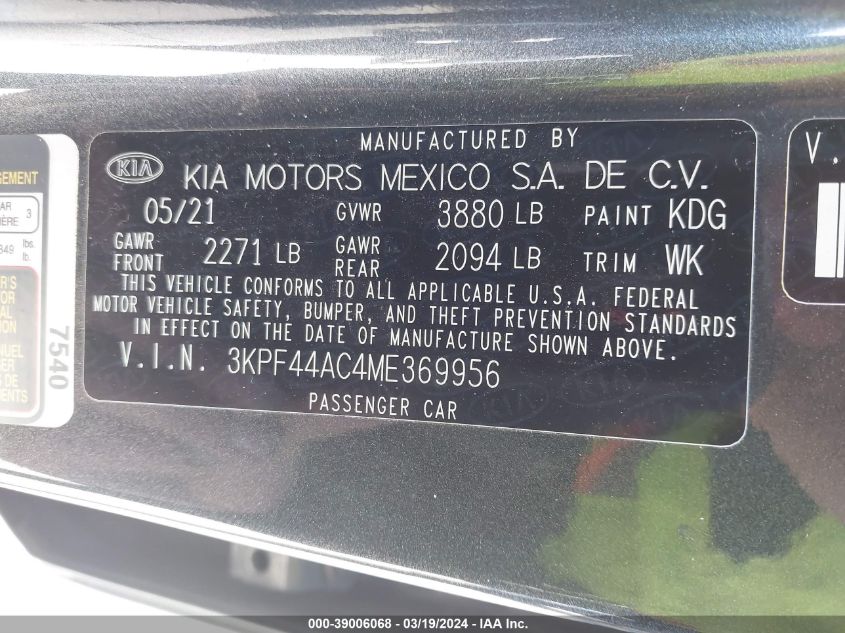 MANUFACTURED BY
KIA KIA MOTORS MEXICO S.A. DE C.V.
05/21 GVWR 3880 LB PAINT KDG
GAWR FRONT 2271 LB GAWR REAR 2094 LB TRIM WK
THIS VEHICLE CONFORMS TO ALL APPLICABLE U.S.A. FEDERAL
MOTOR VEHICLE SAFETY, BUMPER, AND THEFT PREVENTION STANDARDS
IN EFFECT ON THE DATE OF MANUFACTURE SHOWN ABOVE.
V.I.N. 3KPF44AC4ME369956
PASSENGER CAR
7540
3
lbs.
lb.
V.
000-39006068 - 03/19/2024 - IAA Inc.